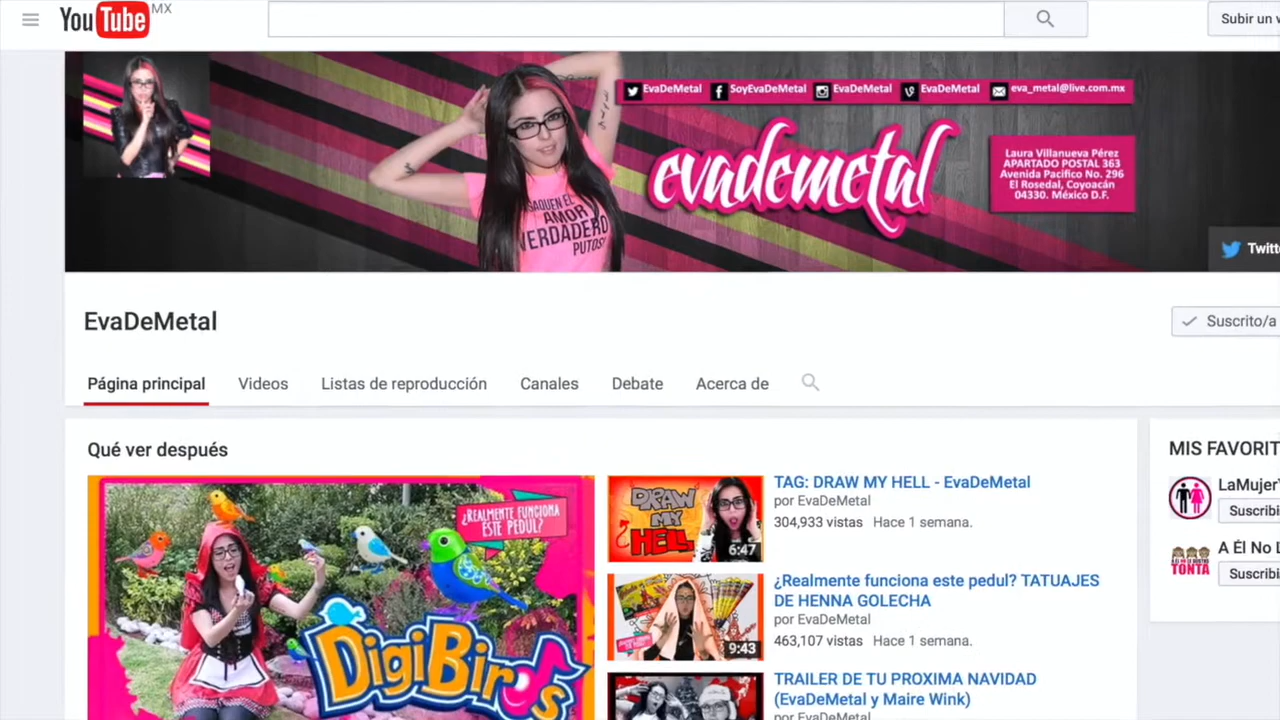 YouTube MX
Subir un v
EvaDeMetal SoyEvaDeMetal EvaDeMetal EvaDeMetal eva_metal@live.com.mx
evademetal
Laura Villanueva Pérez
APARTADO POSTAL 363
Avenida Pacifico No. 296
El Rosedal, Coyoacán
04330. México D.F.
SAQUEN EL
AMOR
VERDADERO
PUTOS!
Twitt
EvaDeMetal
Suscrito/a
Página principal Videos Listas de reproducción Canales Debate Acerca de
Qué ver después
¿REALMENTE FUNCIONA
ESTE PEDUL?
DigiBirds
DRAW
MY
HELL
6:47
TAG: DRAW MY HELL - EvaDeMetal
por EvaDeMetal
304,933 vistas Hace 1 semana.
9:43
¿Realmente funciona este pedul? TATUAJES
DE HENNA GOLECHA
por EvaDeMetal
463,107 vistas Hace 1 semana.
TRAILER DE TU PROXIMA NAVIDAD
(EvaDeMetal y Maire Wink)
por EvaDeMetal
MIS FAVORIT
LaMujerY
Suscribi
A Él No L
Suscribi
TONTA